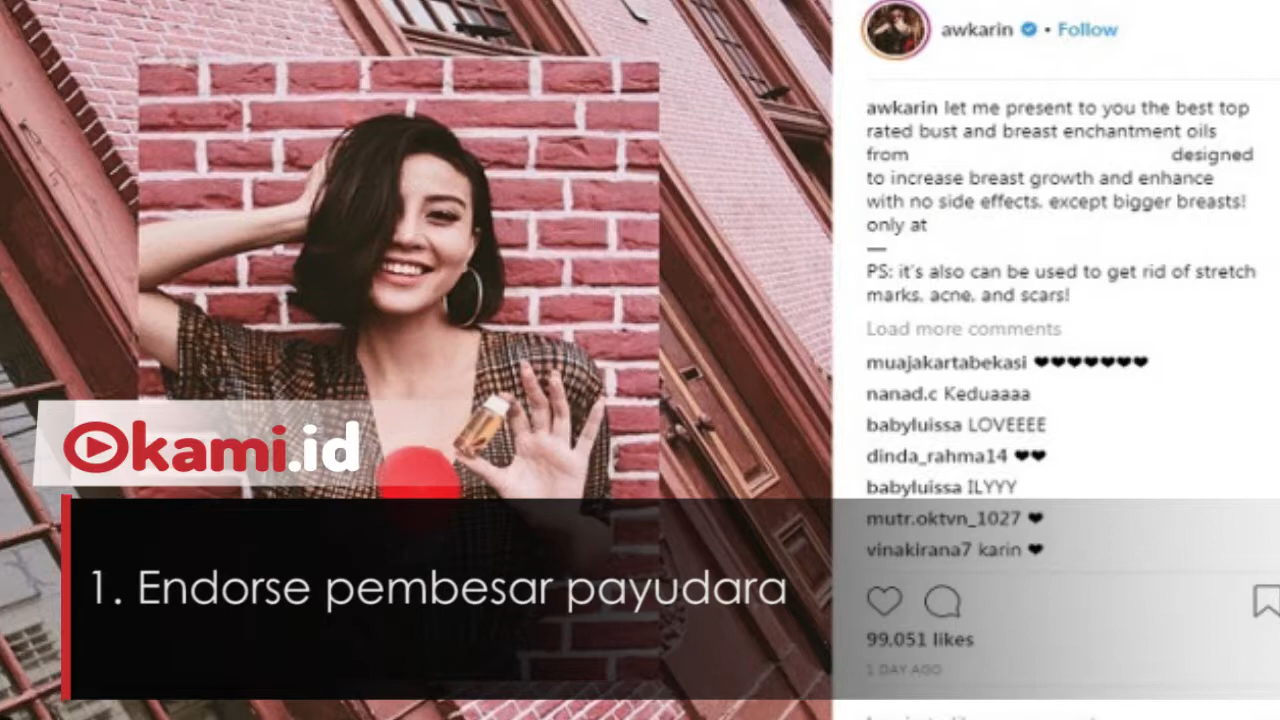 awkarin • Follow
awkarin let me present to you the best top
rated bust and breast enchantment oils
from designed
to increase breast growth and enhance
with no side effects. except bigger breasts!
only at
—
PS: it's also can be used to get rid of stretch
marks. acne. and scars!
Load more comments
muajakartabekasi ❤❤❤❤❤❤❤
nanad.c Keduaaaa
babyluissa LOVEEEE
dinda_rahma14 ❤❤
babyluissa ILYYY
mutr.oktvn_1027 ❤
vinakirana7 karin ❤
99.051 likes
1 DAY AGO
Okami.id
1. Endorse pembesar payudara